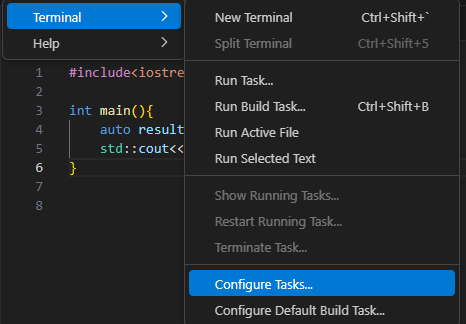 Terminal
Help
New Terminal Ctrl+Shift+`
Split Terminal Ctrl+Shift+5
Run Task...
Run Build Task... Ctrl+Shift+B
Run Active File
Run Selected Text
Show Running Tasks...
Restart Running Task...
Terminate Task...
Configure Tasks...
Configure Default Build Task...
1 #include<iostre
2
3 int main(){
4 auto result
5 std::cout<<
6 }
7
8